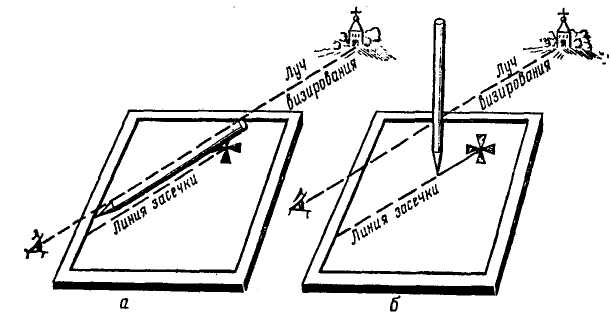 Луч
визирования
Линия засечки
а
Луч
визирования
Линия засечки
б